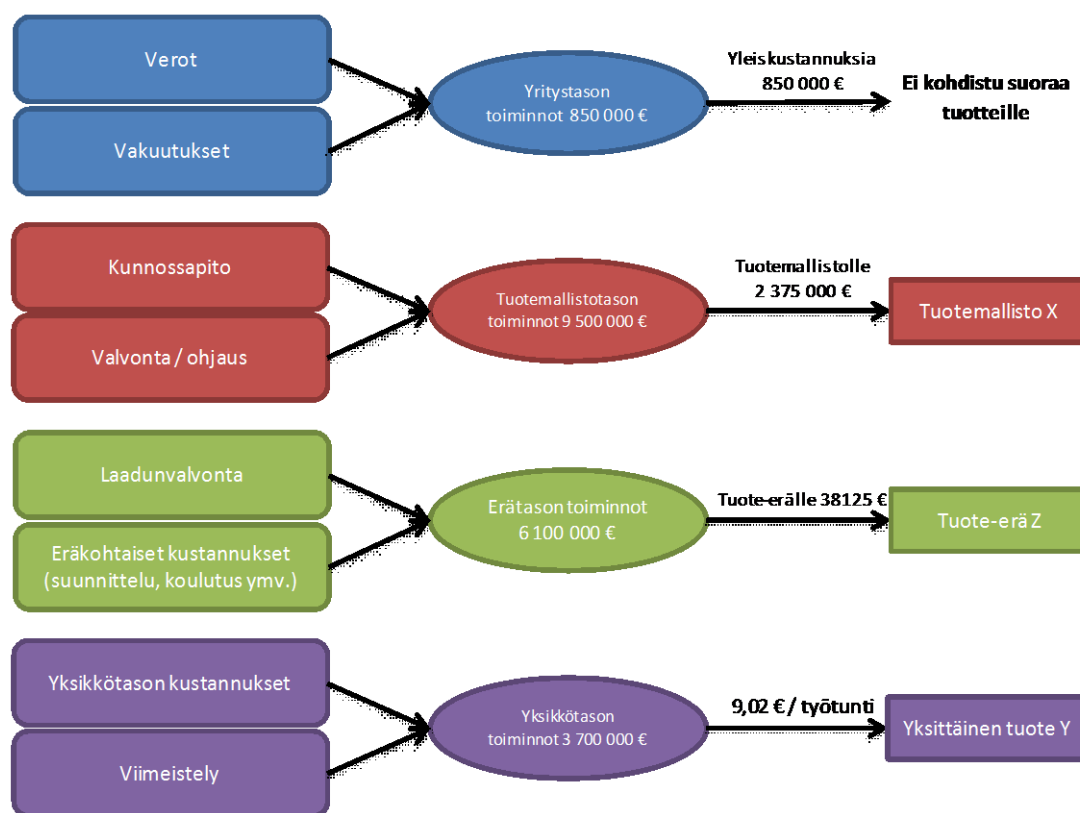 Verot
Vakuutukset
Yritystason
toiminnot 850 000 €
Yleiskustannuksia
850 000 €
Ei kohdistu suoraa
tuotteille
Kunnossapito
Valvonta / ohjaus
Tuotemallistotason
toiminnot 9 500 000 €
Tuotemallistolle
2 375 000 €
Tuotemallisto X
Laadunvalvonta
Eräkohtaiset kustannukset
(suunnittelu, koulutus ymv.)
Erätason toiminnot
6 100 000 €
Tuote-erälle 38125 €
Tuote-erä Z
Yksikkötason kustannukset
Viimeistely
Yksikkötason
toiminnot 3 700 000 €
9,02 € / työtunti
Yksittäinen tuote Y